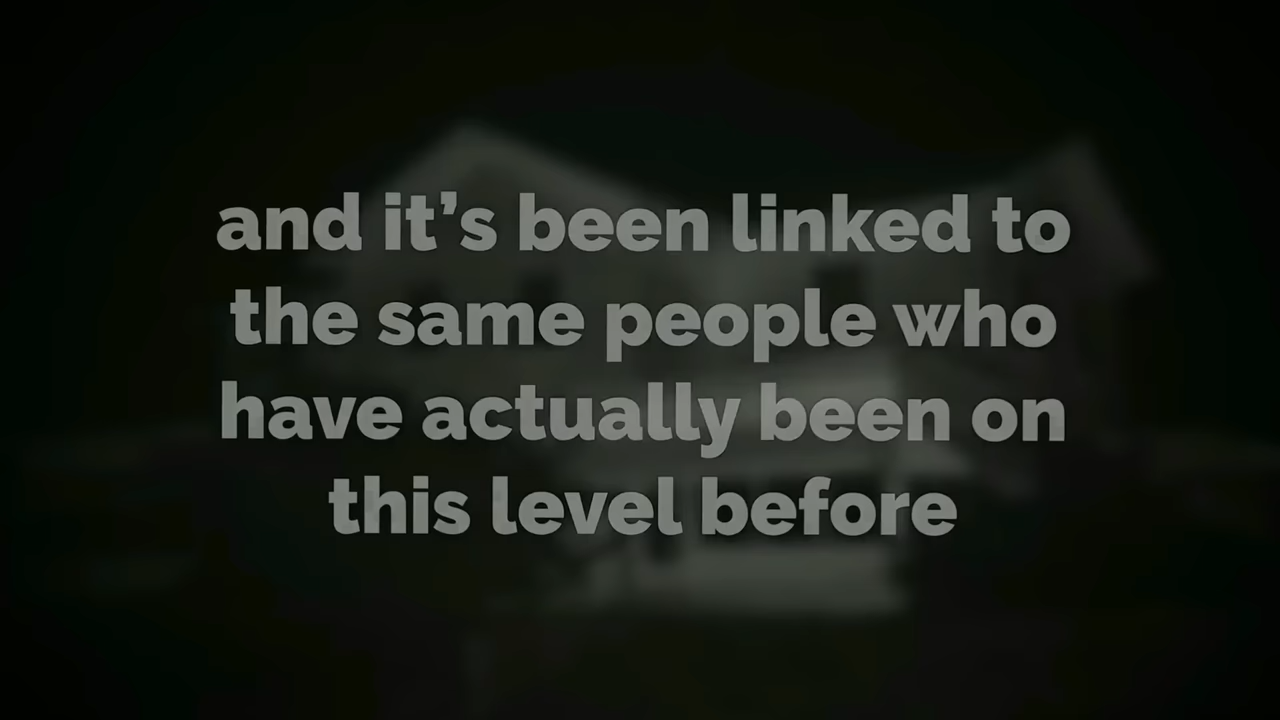 and it’s been linked to
the same people who
have actually been on
this level before